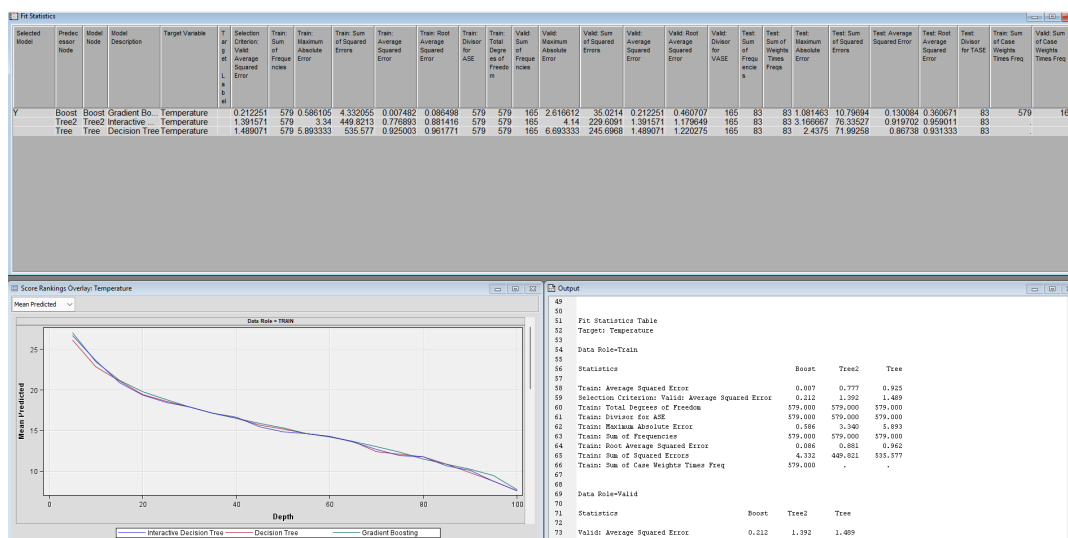 Fit Statistics
Selected Model	Predecessor Node	Model Node	Model Description	Target Variable	Target Label	Selection Criterion: Valid: Average Squared Error	Train: Sum of Frequencies	Train: Maximum Absolute Error	Train: Sum of Squared Errors	Train: Average Squared Error	Train: Root Average Squared Error	Train: Divisor for ASE	Train: Total Degrees of Freedom	Valid: Sum of Frequencies	Valid: Maximum Absolute Error	Valid: Sum of Squared Errors	Valid: Average Squared Error	Valid: Root Average Squared Error	Valid: Divisor for VASE	Test: Sum of Frequencies	Test: Sum of Weights Times Freqs	Test: Maximum Absolute Error	Test: Sum of Squared Errors	Test: Average Squared Error	Test: Root Average Squared Error	Test: Divisor for TASE	Train: Sum of Case Weights Times Freq	Valid: Sum of Case Weights Times Freq
Y	Boost	Boost	Gradient Bo...	Temperature	0.212251	579	0.586105	4.332055	0.007482	0.086498	579	579	165	2.616612	35.0214	0.212251	0.460707	165	83	83	1.081463	10.79694	0.130084	0.360671	83	579	16
Tree2	Tree2	Interactive ...	Temperature	1.391571	579	3.34	449.8213	0.776893	0.881416	579	579	165	4.14	229.6091	1.391571	1.179649	165	83	83	3.166667	76.33527	0.919702	0.959011	83	.
Tree	Tree	Decision Tree	Temperature	1.489071	579	5.893333	535.577	0.925003	0.961771	579	579	165	6.693333	245.6968	1.489071	1.220275	165	83	83	2.4375	71.99258	0.86738	0.931333	83	.
Score Rankings Overlay: Temperature
Mean Predicted
Data Role = TRAIN
Mean Predicted
25
20
15
10
0	20	40	60	80	100
Depth
Interactive Decision Tree	Decision Tree	Gradient Boosting
Output
49
50
51 Fit Statistics Table
52 Target: Temperature
53
54 Data Role=Train
55
56 Statistics Boost Tree2 Tree
57
58 Train: Average Squared Error 0.007 0.777 0.925
59 Selection Criterion: Valid: Average Squared Error 0.212 1.392 1.489
60 Train: Total Degrees of Freedom 579.000 579.000 579.000
61 Train: Divisor for ASE 579.000 579.000 579.000
62 Train: Maximum Absolute Error 0.586 3.340 5.893
63 Train: Sum of Frequencies 579.000 579.000 579.000
64 Train: Root Average Squared Error 0.086 0.881 0.962
65 Train: Sum of Squared Errors 4.332 449.821 535.577
66 Train: Sum of Case Weights Times Freq 579.000 . .
67
68
69 Data Role=Valid
70
71 Statistics Boost Tree2 Tree
72
73 Valid: Average Squared Error 0.212 1.392 1.489